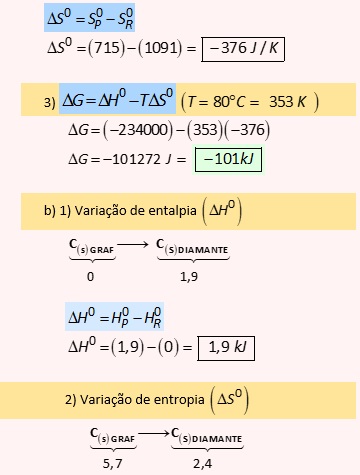 ΔS⁰ = S⁰ₚ − S⁰ᵣ
ΔS⁰ = (715) − (1091) = −376 J / K
3) ΔG = ΔH⁰ − TΔS⁰ (T = 80°C = 353 K )
ΔG = (−234000) − (353)(−376)
ΔG = −101272 J = −101kJ
b) 1) Variação de entalpia (ΔH⁰)
C(s) GRAF ⟶ C(s) DIAMANTE
0 1,9
ΔH⁰ = H⁰ₚ − H⁰ᵣ
ΔH⁰ = (1,9) − (0) = 1,9 kJ
2) Variação de entropia (ΔS⁰)
C(s) GRAF ⟶ C(s) DIAMANTE
5,7 2,4